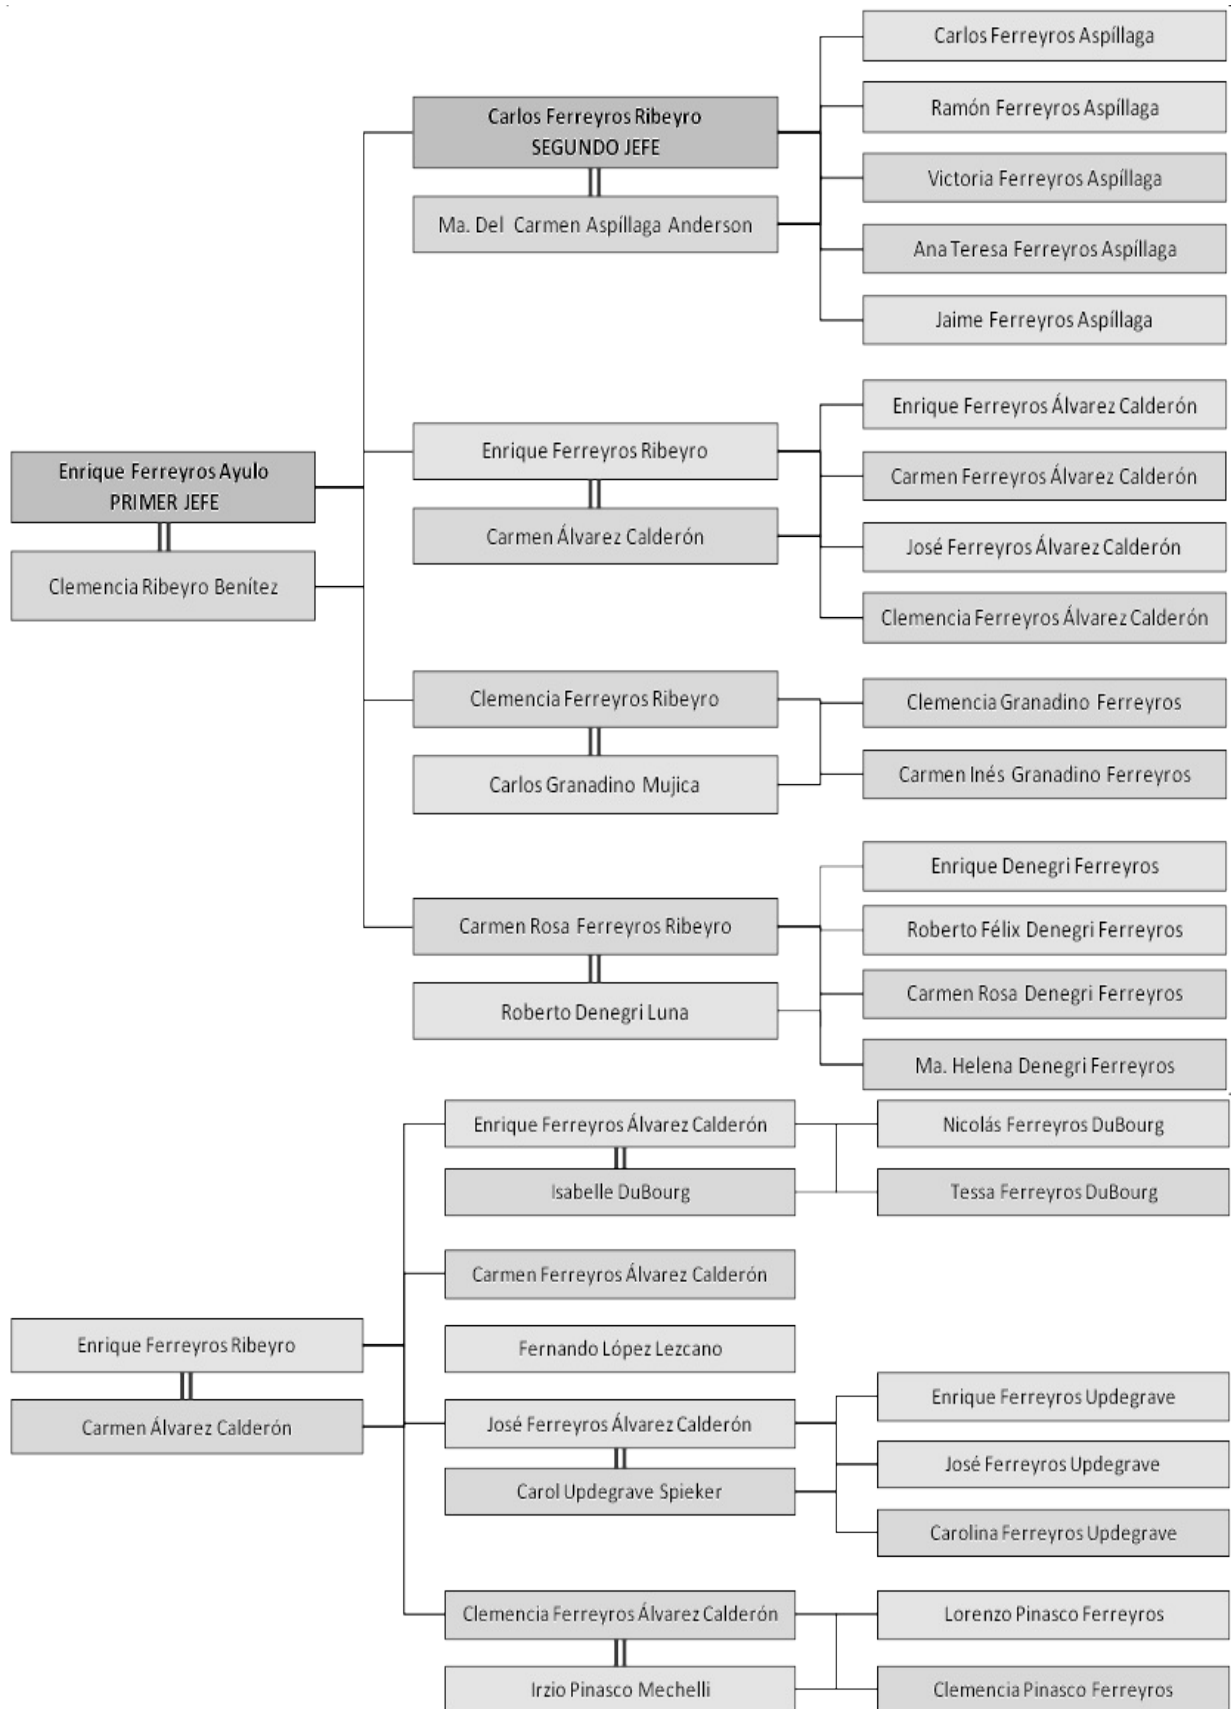 Carlos Ferreyros Aspíllaga
Carlos Ferreyros Ribeyro
SEGUNDO JEFE
Ramón Ferreyros Aspíllaga
Victoria Ferreyros Aspíllaga
Ma. Del Carmen Aspíllaga Anderson
Ana Teresa Ferreyros Aspíllaga
Jaime Ferreyros Aspíllaga
Enrique Ferreyros Álvarez Calderón
Enrique Ferreyros Ribeyro
Enrique Ferreyros Ayulo
PRIMER JEFE
Carmen Ferreyros Álvarez Calderón
Carmen Álvarez Calderón
José Ferreyros Álvarez Calderón
Clemencia Ribeyro Benítez
Clemencia Ferreyros Álvarez Calderón
Clemencia Ferreyros Ribeyro
Clemencia Granadino Ferreyros
Carlos Granadino Mujica
Carmen Inés Granadino Ferreyros
Enrique Denegri Ferreyros
Carmen Rosa Ferreyros Ribeyro
Roberto Félix Denegri Ferreyros
Carmen Rosa Denegri Ferreyros
Roberto Denegri Luna
Ma. Helena Denegri Ferreyros
Enrique Ferreyros Álvarez Calderón
Nicolás Ferreyros DuBourg
Isabelle DuBourg
Tessa Ferreyros DuBourg
Carmen Ferreyros Álvarez Calderón
Enrique Ferreyros Ribeyro
Fernando López Lezcano
Enrique Ferreyros Updegrave
Carmen Álvarez Calderón
José Ferreyros Álvarez Calderón
José Ferreyros Updegrave
Carol Updegrave Spieker
Carolina Ferreyros Updegrave
Clemencia Ferreyros Álvarez Calderón
Lorenzo Pinasco Ferreyros
Irzio Pinasco Mechelli
Clemencia Pinasco Ferreyros